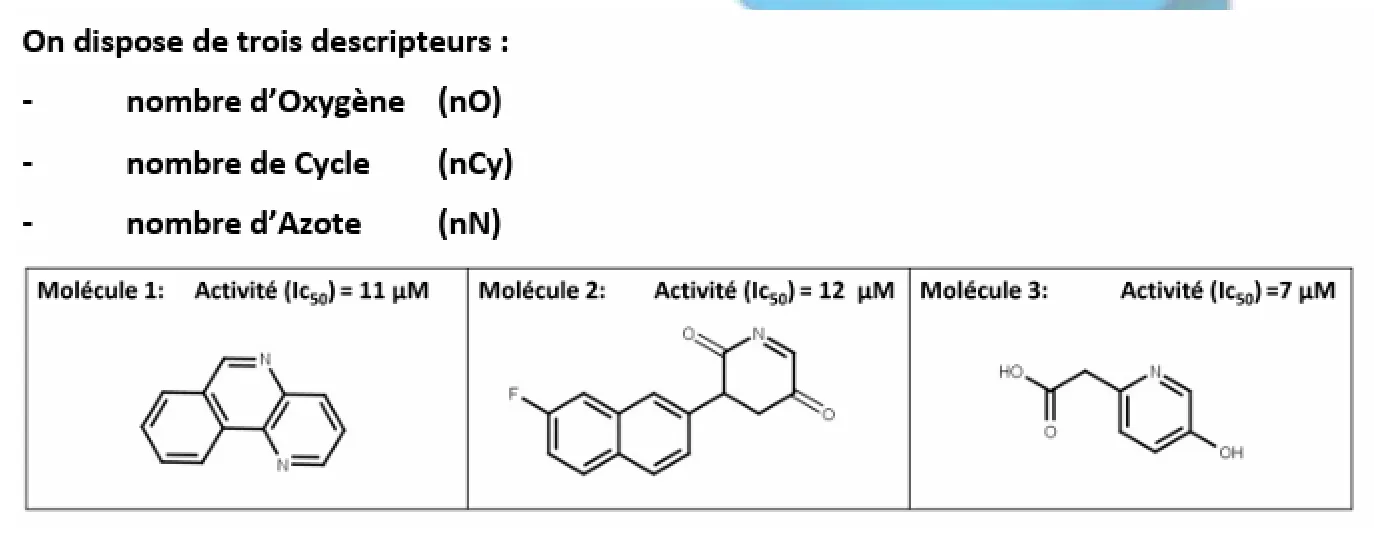 On dispose de trois descripteurs :
- nombre d’Oxygène (nO)
- nombre de Cycle (nCy)
- nombre d’Azote (nN)
Molécule 1: Activité (Ic₅₀) = 11 µM
N
N
Molécule 2: Activité (Ic₅₀) = 12 µM
O
N
F
O
Molécule 3: Activité (Ic₅₀) =7 µM
HO
N
O
OH